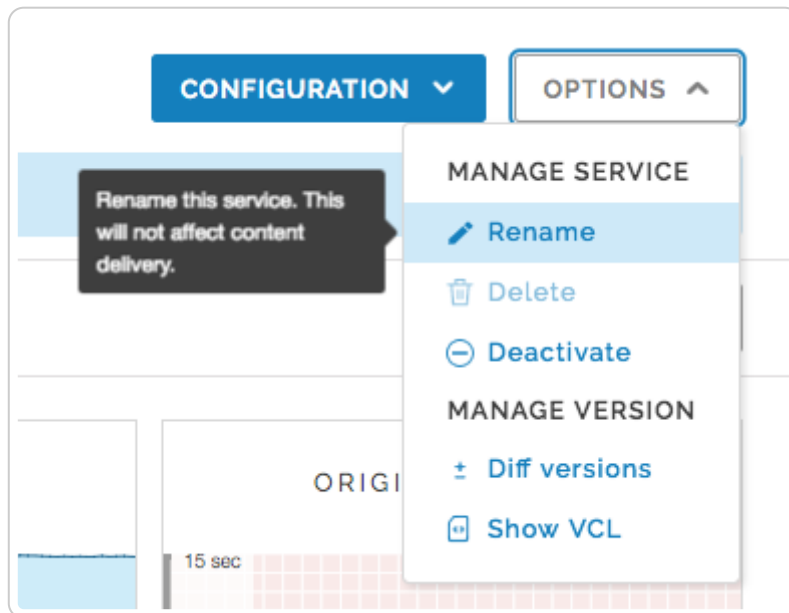 CONFIGURATION
OPTIONS
MANAGE SERVICE
Rename this service. This
will not affect content
delivery.
Rename
Delete
Deactivate
MANAGE VERSION
Diff versions
Show VCL
ORIGI
15 sec